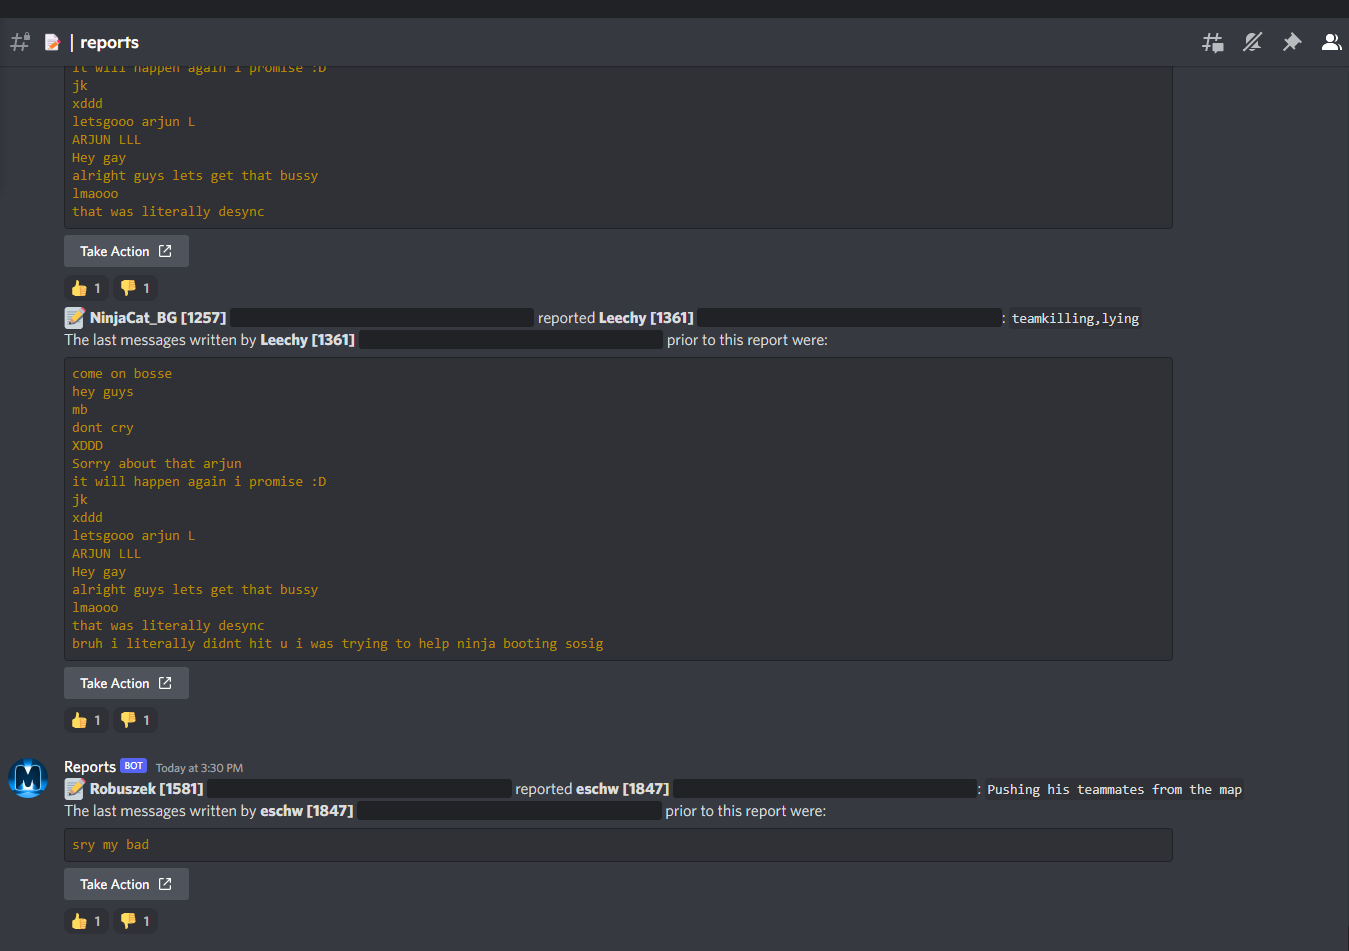 | reports
it will happen again i promise :D
jk
xddd
letsgooo arjun L
ARJUN LLL
Hey gay
alright guys lets get that bussy
lmaooo
that was literally desync
Take Action
1 1
NinjaCat_BG [1257] reported Leechy [1361] : teamkilling,lying
The last messages written by Leechy [1361] prior to this report were:
come on bosse
hey guys
mb
dont cry
XDDD
Sorry about that arjun
it will happen again i promise :D
jk
xddd
letsgooo arjun L
ARJUN LLL
Hey gay
alright guys lets get that bussy
lmaooo
that was literally desync
bruh i literally didnt hit u i was trying to help ninja booting sosig
Take Action
1 1
Reports BOT Today at 3:30 PM
Robuszek [1581] reported eschw [1847] : Pushing his teammates from the map
The last messages written by eschw [1847] prior to this report were:
sry my bad
Take Action
1 1